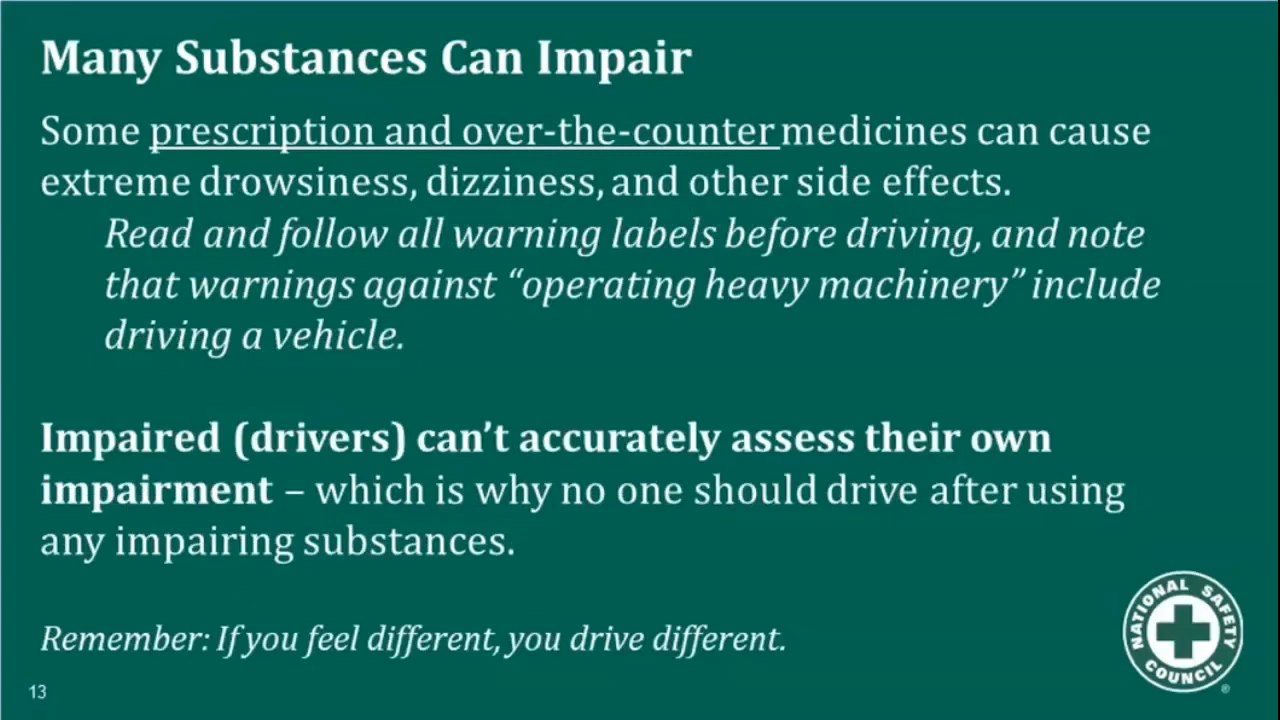 Many Substances Can Impair
Some prescription and over-the-counter medicines can cause
extreme drowsiness, dizziness, and other side effects.
Read and follow all warning labels before driving, and note
that warnings against “operating heavy machinery” include
driving a vehicle.
Impaired (drivers) can’t accurately assess their own
impairment – which is why no one should drive after using
any impairing substances.
Remember: If you feel different, you drive different.
NATIONAL SAFETY
COUNCIL
®
13